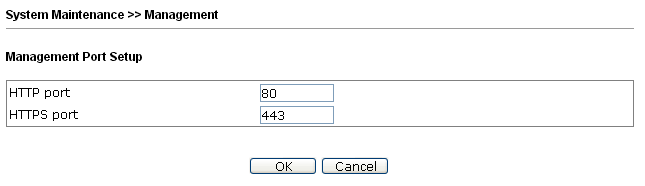 System Maintenance >> Management
Management Port Setup
HTTP port 80
HTTPS port 443
OK Cancel